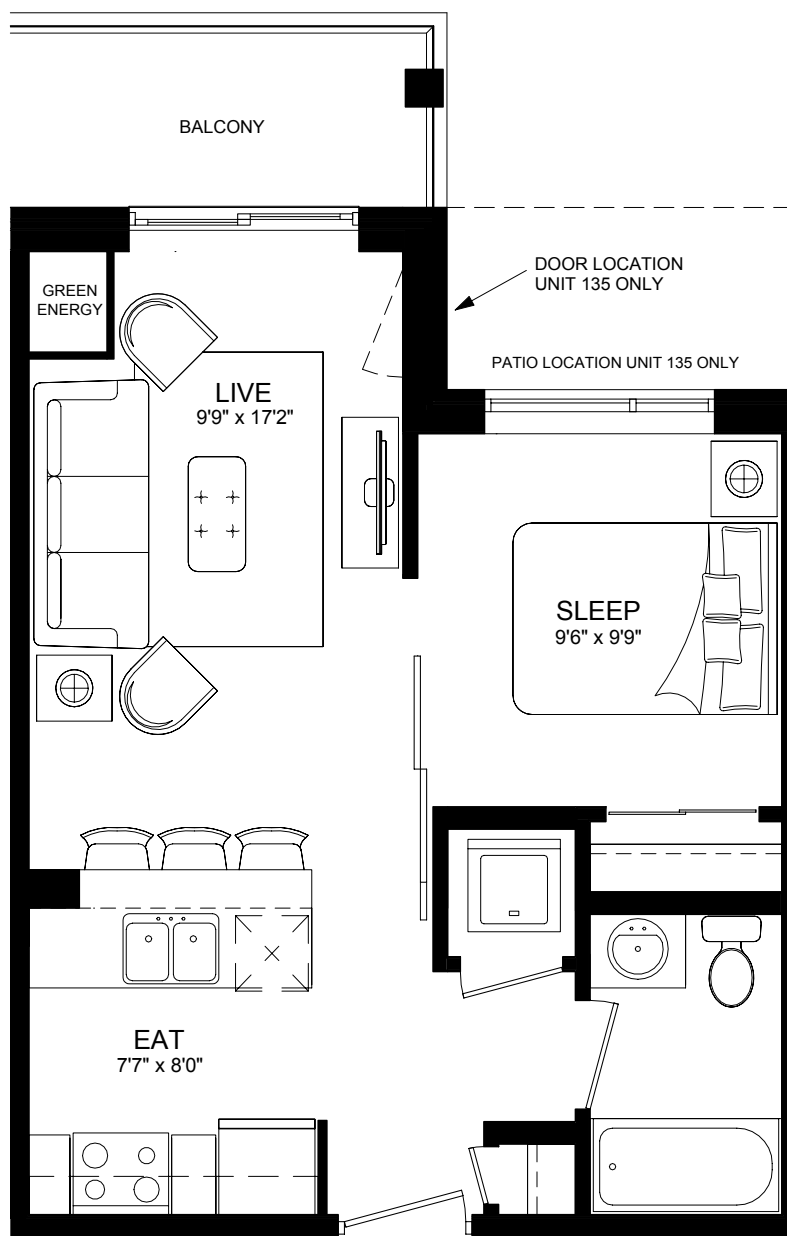 BALCONY
DOOR LOCATION
UNIT 135 ONLY
GREEN
ENERGY
PATIO LOCATION UNIT 135 ONLY
LIVE
9'9" x 17'2"
SLEEP
9'6" x 9'9"
EAT
7'7" x 8'0"